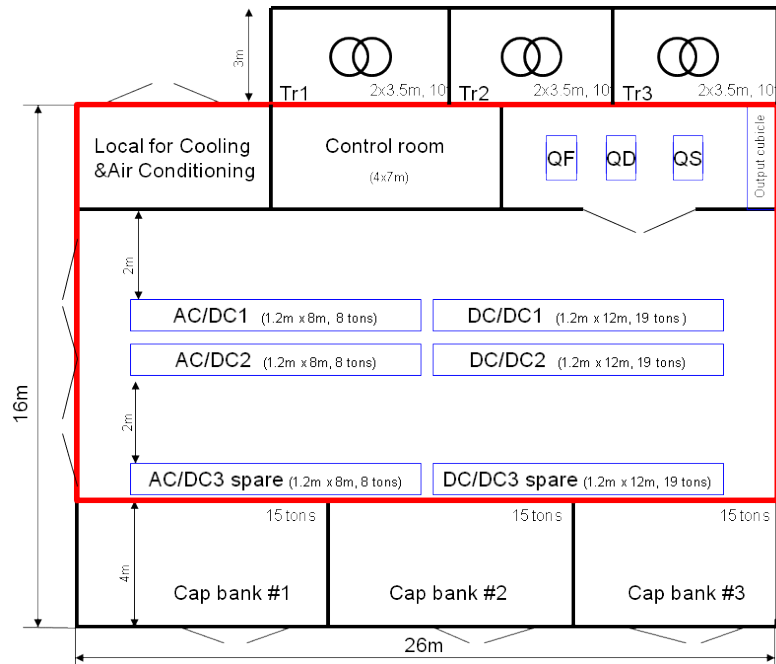 3m
Tr1
2x3.5m, 10t
Tr2
2x3.5m, 10t
Tr3
2x3.5m, 10t
Local for Cooling
&Air Conditioning
Control room
(4x7m)
QF
QD
QS
Output cubicle
2m
AC/DC1 (1.2m x 8m, 8 tons)
DC/DC1 (1.2m x 12m, 19 tons )
AC/DC2 (1.2m x 8m, 8 tons)
DC/DC2 (1.2m x 12m, 19 tons)
16m
2m
AC/DC3 spare (1.2m x 8m, 8 tons)
DC/DC3 spare (1.2m x 12m, 19 tons)
15 tons
15 tons
15 tons
4m
Cap bank #1
Cap bank #2
Cap bank #3
26m